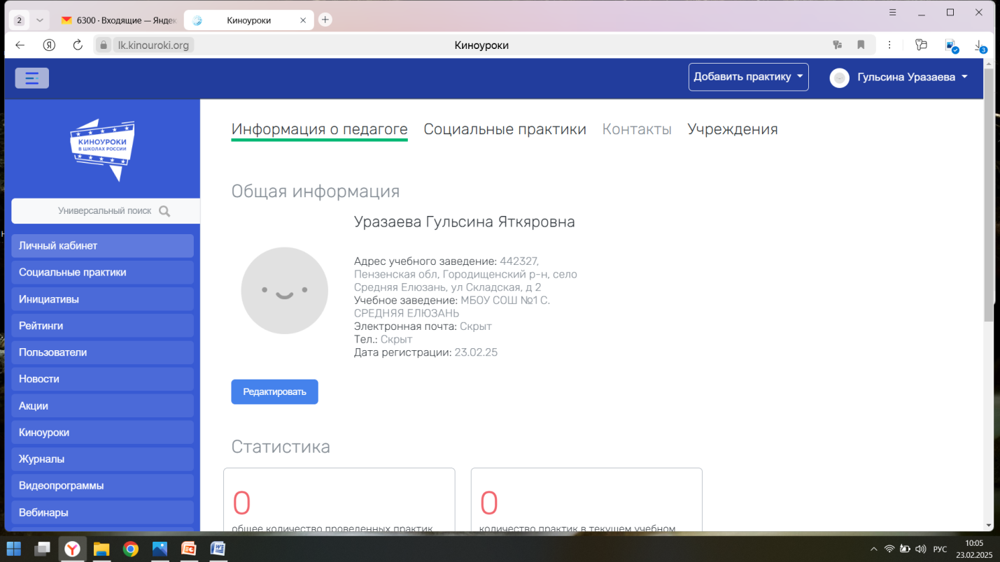 2
6300 · Входящие — Яндекс
Киноуроки
lk.kinouroki.org
Киноуроки
3
Добавить практику
Гульсина Уразаева
КИНОУРОКИ
В ШКОЛАХ РОССИИ
Универсальный поиск
Личный кабинет
Социальные практики
Инициативы
Рейтинги
Пользователи
Новости
Акции
Киноуроки
Журналы
Видеопрограммы
Вебинары
Информация о педагоге Социальные практики Контакты Учреждения
Общая информация
Уразаева Гульсина Яткяровна
Адрес учебного заведение: 442327,
Пензенская обл, Городищенский р-н, село
Средняя Елюзань, ул Складская, д 2
Учебное заведение: МБОУ СОШ №1 С.
СРЕДНЯЯ ЕЛЮЗАНЬ
Электронная почта: Скрыт
Тел.: Скрыт
Дата регистрации: 23.02.25
Редактировать
Статистика
0
общее количество проведенных практик
0
количество практик в текущем учебном
РУС
10:05
23.02.2025